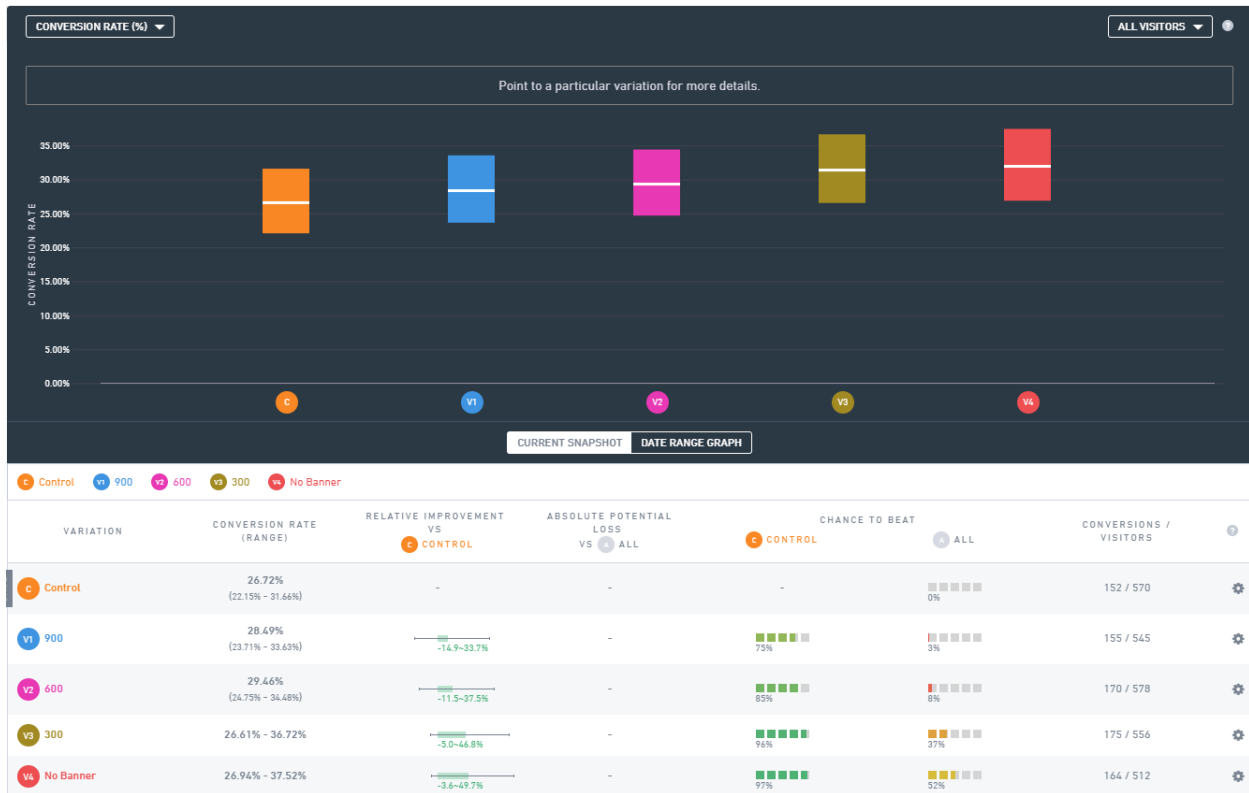 CONVERSION RATE (%)
ALL VISITORS
?
Point to a particular variation for more details.
CONVERSION RATE
35.00%
30.00%
25.00%
20.00%
15.00%
10.00%
5.00%
0.00%
C V1 V2 V3 V4
CURRENT SNAPSHOT DATE RANGE GRAPH
C Control V1 900 V2 600 V3 300 V4 No Banner
VARIATION
CONVERSION RATE
(RANGE)
RELATIVE IMPROVEMENT
VS
C CONTROL
ABSOLUTE POTENTIAL
LOSS
VS A ALL
CHANCE TO BEAT
C CONTROL
A ALL
CONVERSIONS /
VISITORS
?
C Control
26.72%
(22.15% - 31.66%)
-
-
-
0%
152 / 570
V1 900
28.49%
(23.71% - 33.63%)
-14.9~33.7%
-
75%
3%
155 / 545
V2 600
29.46%
(24.75% - 34.48%)
-11.5~37.5%
-
85%
8%
170 / 578
V3 300
26.61% - 36.72%
-5.0~46.8%
-
96%
37%
175 / 556
V4 No Banner
26.94% - 37.52%
-3.6~49.7%
-
97%
52%
164 / 512